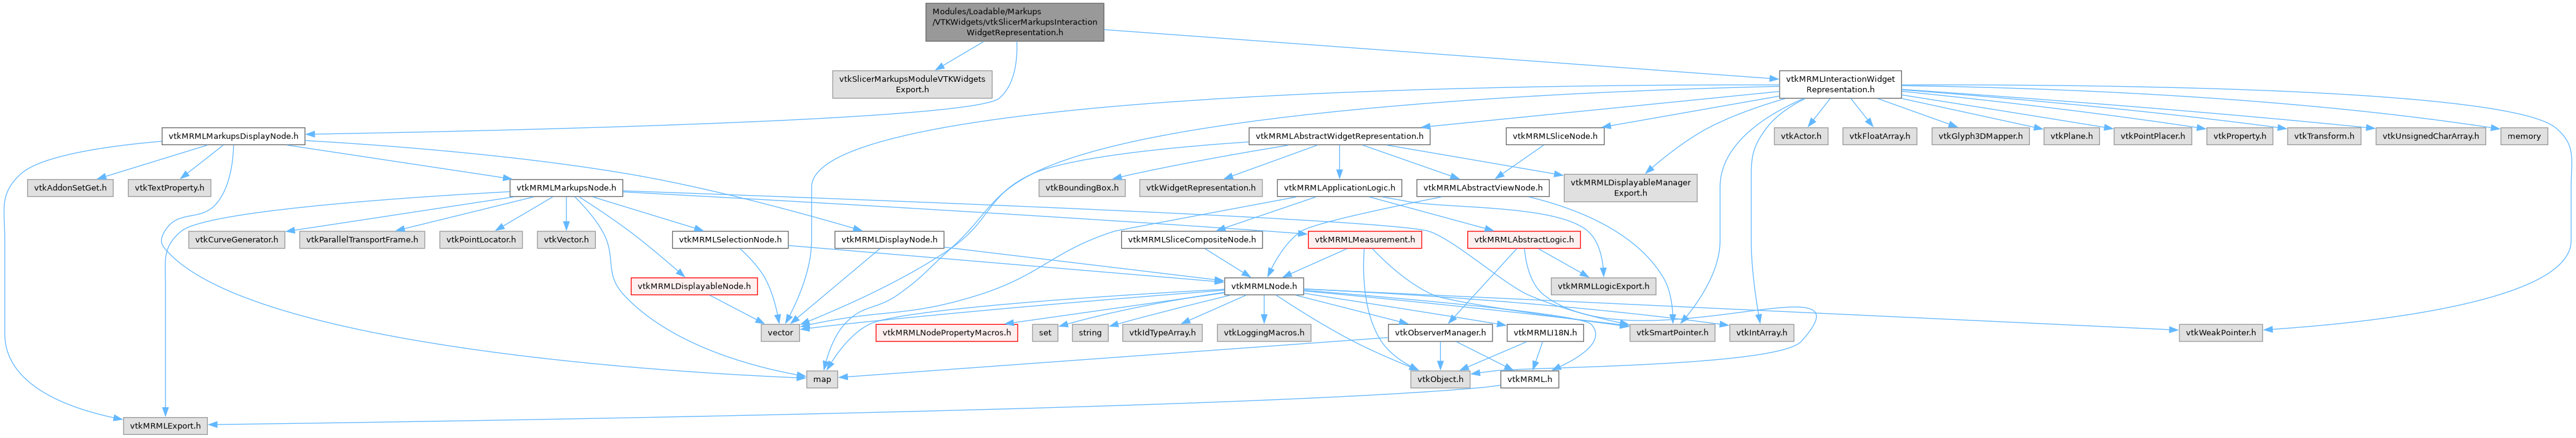 Modules/Loadable/Markups
/VTKWidgets/vtkSlicerMarkupsInteraction
WidgetRepresentation.h
vtkSlicerMarkupsModuleVTKWidgets
Export.h
vtkMRMLInteractionWidget
Representation.h
vtkMRMLMarkupsDisplayNode.h
vtkMRMLAbstractWidgetRepresentation.h
vtkMRMLSliceNode.h
vtkActor.h
vtkFloatArray.h
vtkGlyph3DMapper.h
vtkPlane.h
vtkPointPlacer.h
vtkProperty.h
vtkTransform.h
vtkUnsignedCharArray.h
memory
vtkAddonSetGet.h
vtkTextProperty.h
vtkMRMLMarkupsNode.h
vtkBoundingBox.h
vtkWidgetRepresentation.h
vtkMRMLApplicationLogic.h
vtkMRMLAbstractViewNode.h
vtkMRMLDisplayableManager
Export.h
vtkCurveGenerator.h
vtkParallelTransportFrame.h
vtkPointLocator.h
vtkVector.h
vtkMRMLSelectionNode.h
vtkMRMLDisplayNode.h
vtkMRMLSliceCompositeNode.h
vtkMRMLMeasurement.h
vtkMRMLAbstractLogic.h
vtkMRMLDisplayableNode.h
vtkMRMLNode.h
vtkMRMLLogicExport.h
vector
vtkMRMLNodePropertyMacros.h
set
string
vtkIdTypeArray.h
vtkLoggingMacros.h
vtkObserverManager.h
vtkMRMLI18N.h
vtkSmartPointer.h
vtkIntArray.h
vtkWeakPointer.h
map
vtkObject.h
vtkMRML.h
vtkMRMLExport.h